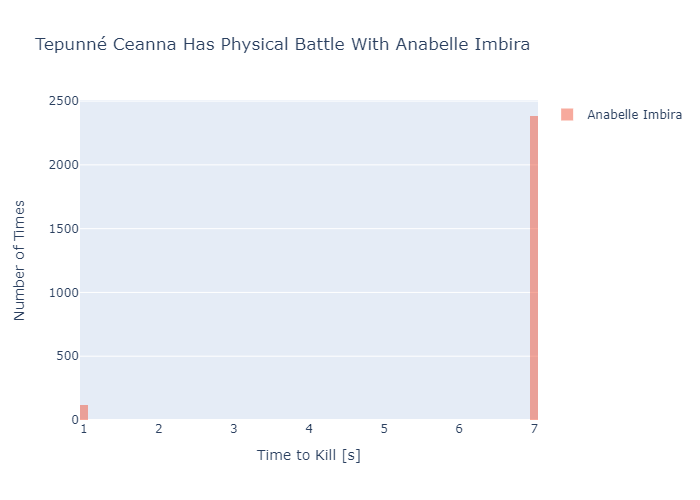 Tepunné Ceanna Has Physical Battle With Anabelle Imbira
2500
2000
1500
1000
500
0
1 2 3 4 5 6 7
Number of Times
Time to Kill [s]
Anabelle Imbira